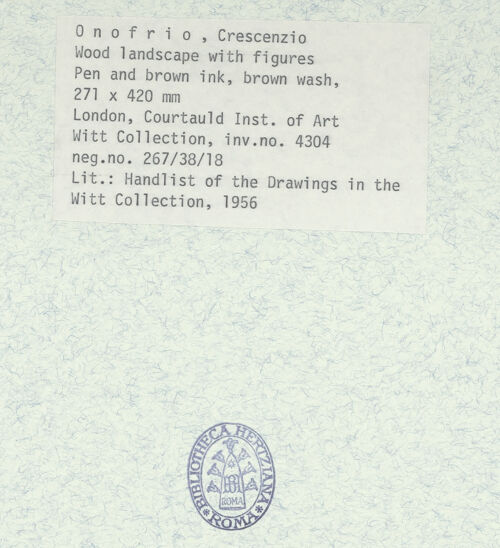 O n o f r i o , Crescenzio
Wood landscape with figures
Pen and brown ink, brown wash,
271 x 420 mm
London, Courtauld Inst. of Art
Witt Collection, inv.no. 4304
neg.no. 267/38/18
Lit.: Handlist of the Drawings in the
Witt Collection, 1956
BIBLIOTHECA HERTZIANA
ROMA
* ROMA *